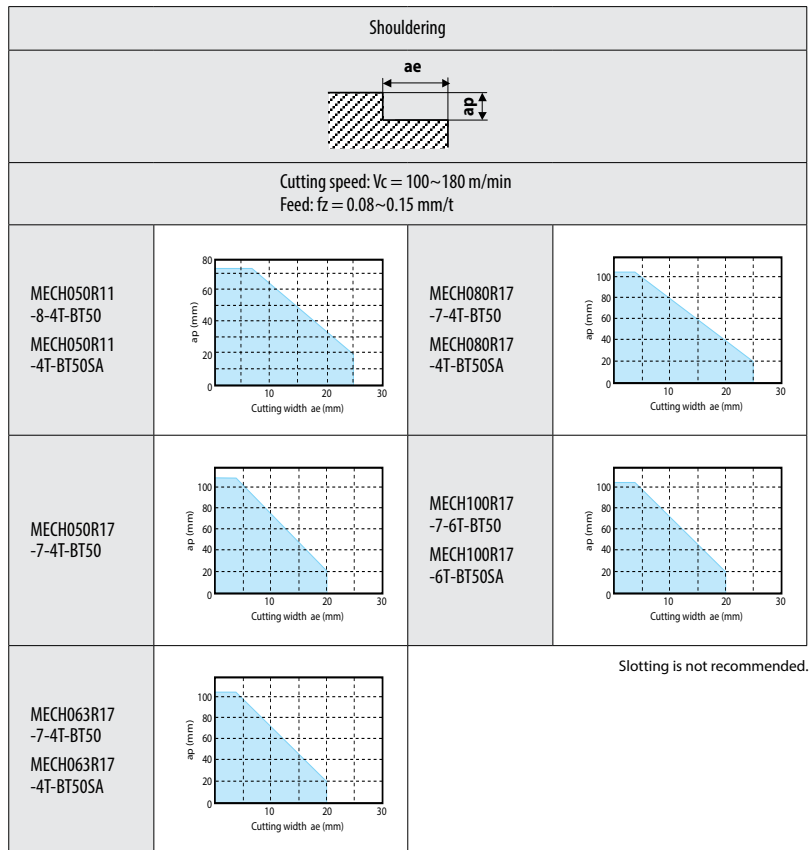 Shouldering
ae
ap
Cutting speed: Vc = 100~180 m/min
Feed: fz = 0.08~0.15 mm/t
MECH050R11
-8-4T-BT50
MECH050R11
-4T-BT50SA
80
60
40
20
0
10
20
30
ap (mm)
Cutting width ae (mm)
MECH080R17
-7-4T-BT50
MECH080R17
-4T-BT50SA
100
80
60
40
20
0
10
20
30
ap (mm)
Cutting width ae (mm)
MECH050R17
-7-4T-BT50
100
80
60
40
20
0
10
20
30
ap (mm)
Cutting width ae (mm)
MECH100R17
-7-6T-BT50
MECH100R17
-6T-BT50SA
100
80
60
40
20
0
10
20
30
ap (mm)
Cutting width ae (mm)
Slotting is not recommended.
MECH063R17
-7-4T-BT50
MECH063R17
-4T-BT50SA
100
80
60
40
20
0
10
20
30
ap (mm)
Cutting width ae (mm)